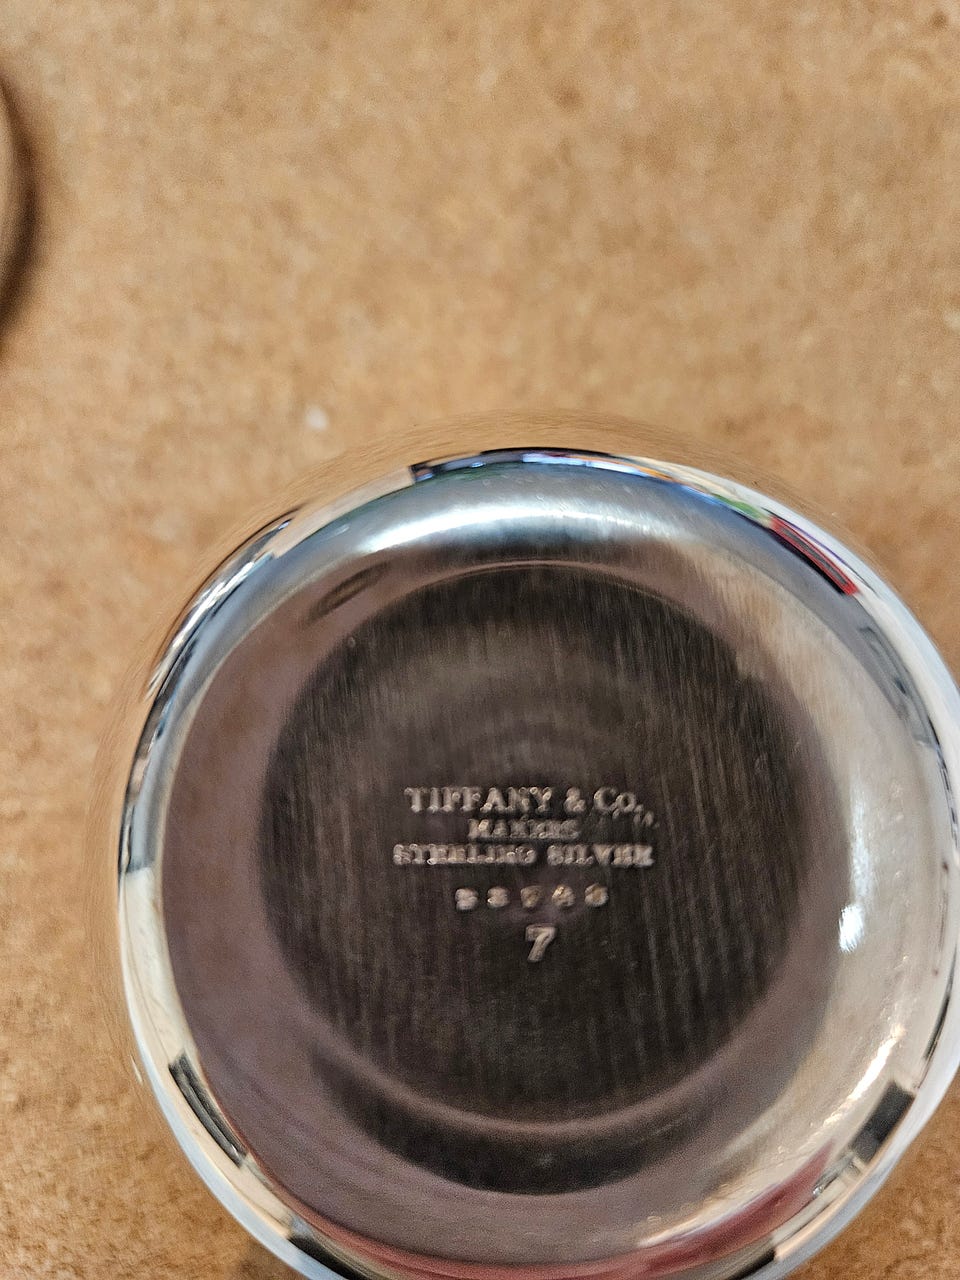 TIFFANY & Co.
MAKERS
STERLING SILVER
7